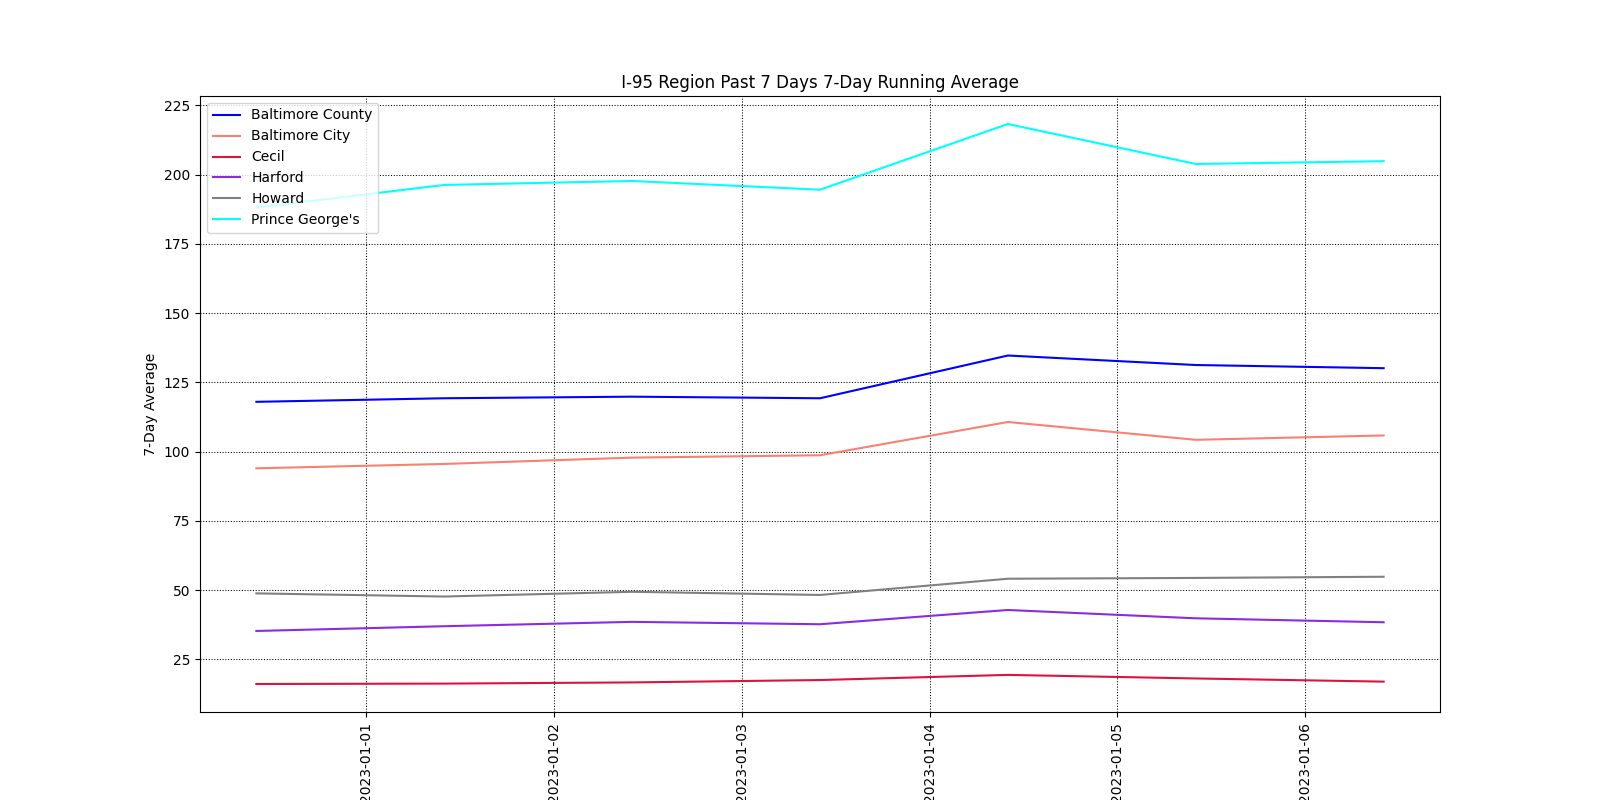 I-95 Region Past 7 Days 7-Day Running Average
225
200
175
150
125
100
75
50
25
7-Day Average
Baltimore County
Baltimore City
Cecil
Harford
Howard
Prince George's
2023-01-01
2023-01-02
2023-01-03
2023-01-04
2023-01-05
2023-01-06